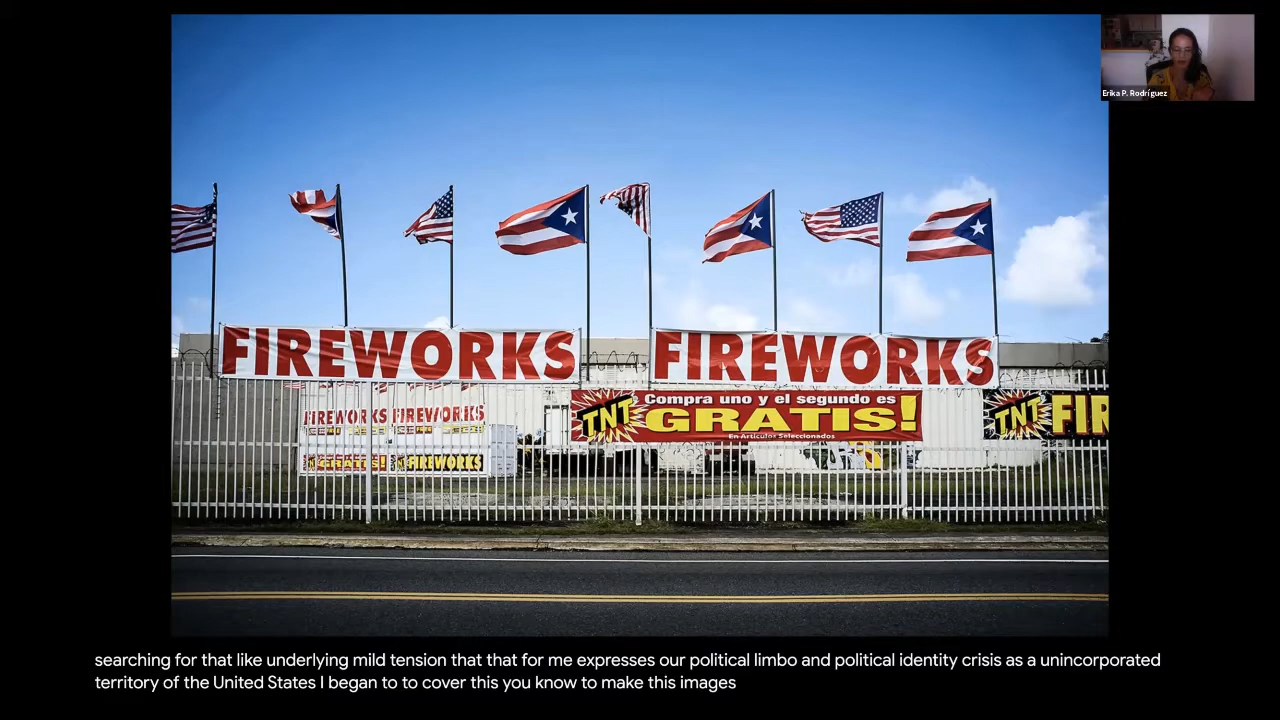 Erika P. Rodríguez
FIREWORKS FIREWORKS
TNT Compra uno y el segundo es
GRATIS!
En Artículos Seleccionados
TNT FIR
FIREWORKS FIREWORKS
GRATIS! FIREWORKS
searching for that like underlying mild tension that that for me expresses our political limbo and political identity crisis as a unincorporated
territory of the United States I began to to cover this you know to make this images